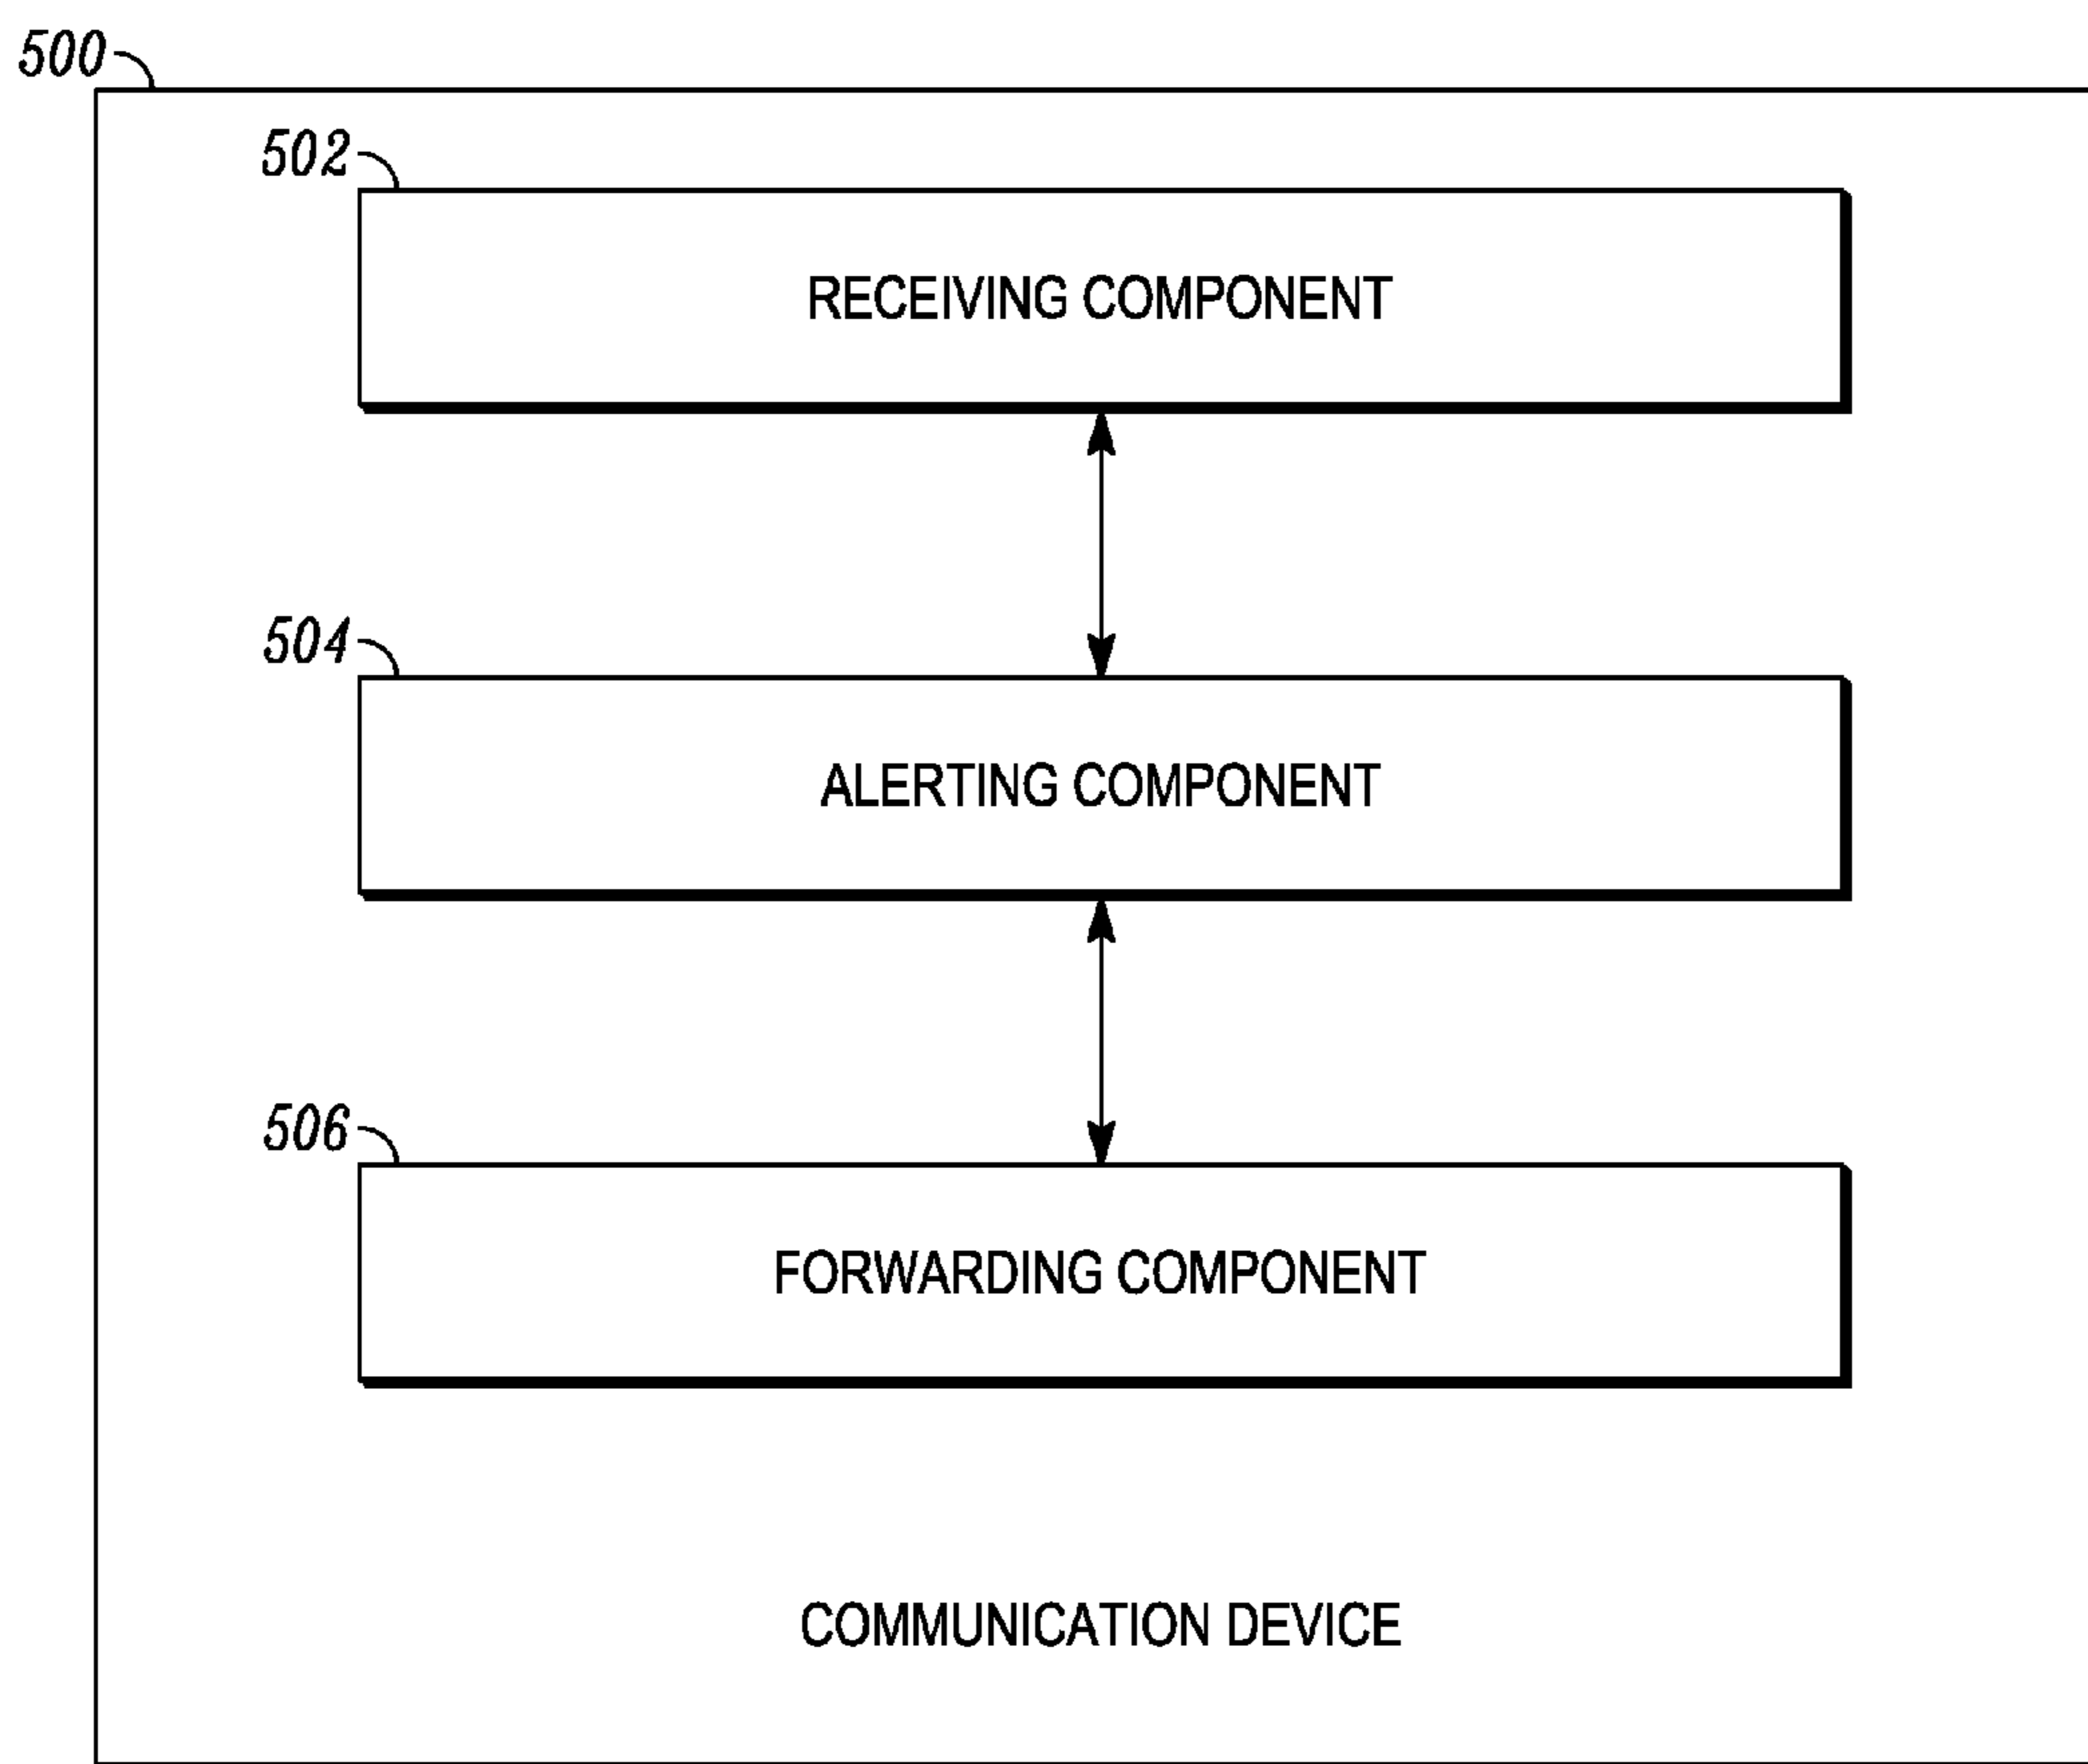 500
502
RECEIVING COMPONENT
504
ALERTING COMPONENT
506
FORWARDING COMPONENT
COMMUNICATION DEVICE